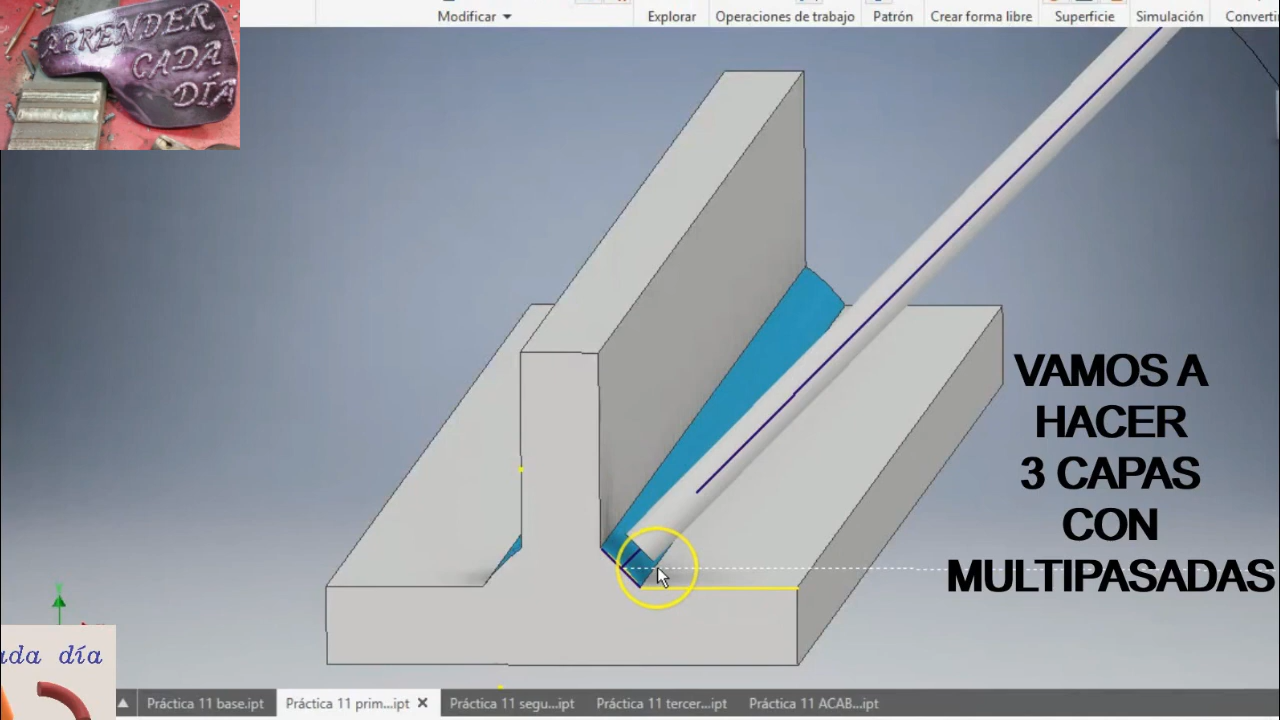 Modificar
Explorar
Operaciones de trabajo
Patrón
Crear forma libre
Superficie
Simulación
Converti
APRENDER
CADA
DÍA
VAMOS A
HACER
3 CAPAS
CON
MULTIPASADAS
ada día
Práctica 11 base.ipt
Práctica 11 prim...ipt
Práctica 11 segu...ipt
Práctica 11 tercer...ipt
Práctica 11 ACAB...ipt